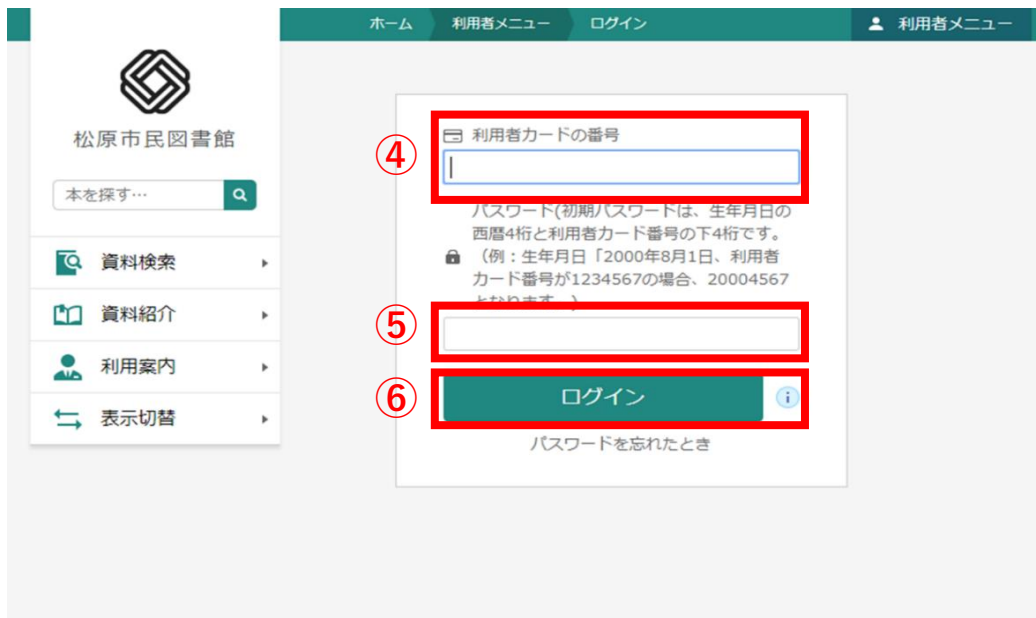 ホーム 利用者メニュー ログイン 利用者メニュー
松原市民図書館
本を探す…
資料検索
資料紹介
利用案内
表示切替
④
利用者カードの番号
パスワード(初期パスワードは、生年月日の
西暦4桁と利用者カード番号の下4桁です。
(例：生年月日「2000年8月1日、利用者
カード番号が1234567の場合、20004567
となります。)
⑤
⑥
ログイン
i
パスワードを忘れたとき